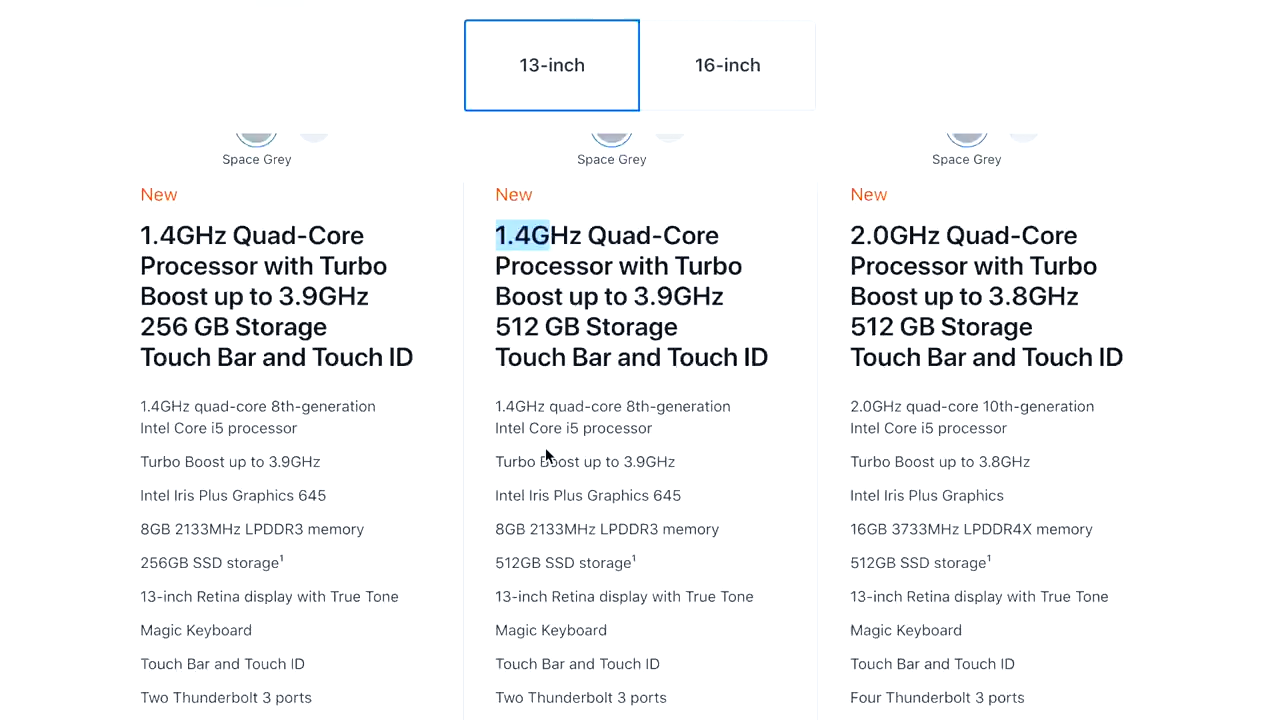 13-inch
16-inch
Space Grey
New
1.4GHz Quad-Core
Processor with Turbo
Boost up to 3.9GHz
256 GB Storage
Touch Bar and Touch ID
1.4GHz quad-core 8th-generation
Intel Core i5 processor
Turbo Boost up to 3.9GHz
Intel Iris Plus Graphics 645
8GB 2133MHz LPDDR3 memory
256GB SSD storage¹
13-inch Retina display with True Tone
Magic Keyboard
Touch Bar and Touch ID
Two Thunderbolt 3 ports
Space Grey
New
1.4GHz Quad-Core
Processor with Turbo
Boost up to 3.9GHz
512 GB Storage
Touch Bar and Touch ID
1.4GHz quad-core 8th-generation
Intel Core i5 processor
Turbo Boost up to 3.9GHz
Intel Iris Plus Graphics 645
8GB 2133MHz LPDDR3 memory
512GB SSD storage¹
13-inch Retina display with True Tone
Magic Keyboard
Touch Bar and Touch ID
Two Thunderbolt 3 ports
Space Grey
New
2.0GHz Quad-Core
Processor with Turbo
Boost up to 3.8GHz
512 GB Storage
Touch Bar and Touch ID
2.0GHz quad-core 10th-generation
Intel Core i5 processor
Turbo Boost up to 3.8GHz
Intel Iris Plus Graphics
16GB 3733MHz LPDDR4X memory
512GB SSD storage¹
13-inch Retina display with True Tone
Magic Keyboard
Touch Bar and Touch ID
Four Thunderbolt 3 ports